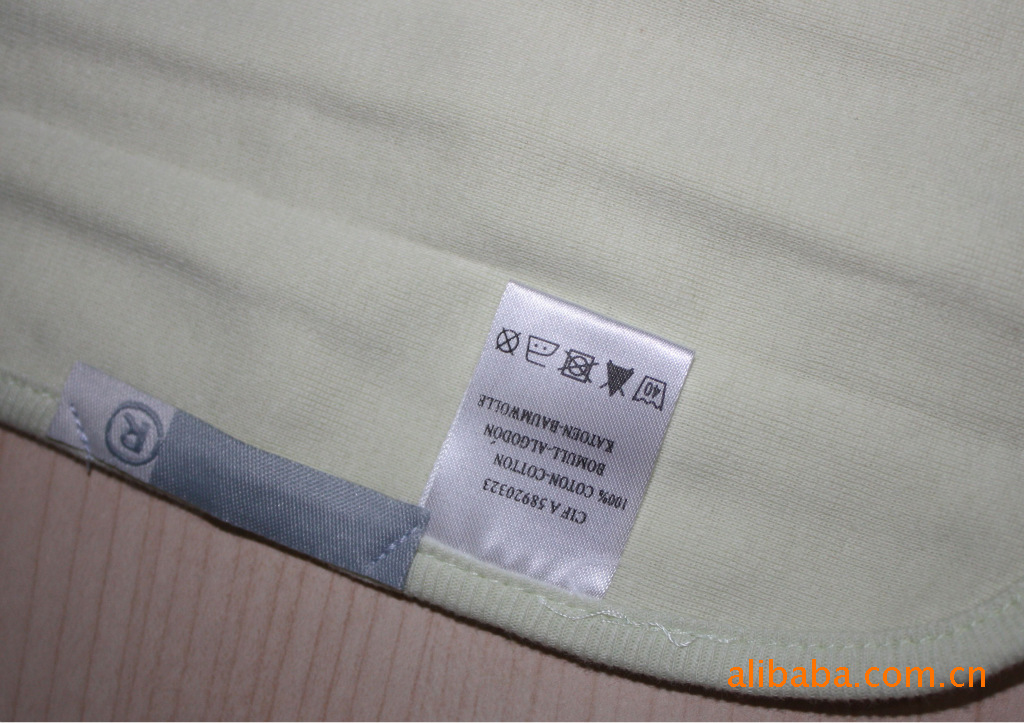 CIF A 58920323
100% COTON-COTTON
BOMULL-ALGODÓN
KATOEN-BAUMWOLLE
40
®
alibaba.com.cn